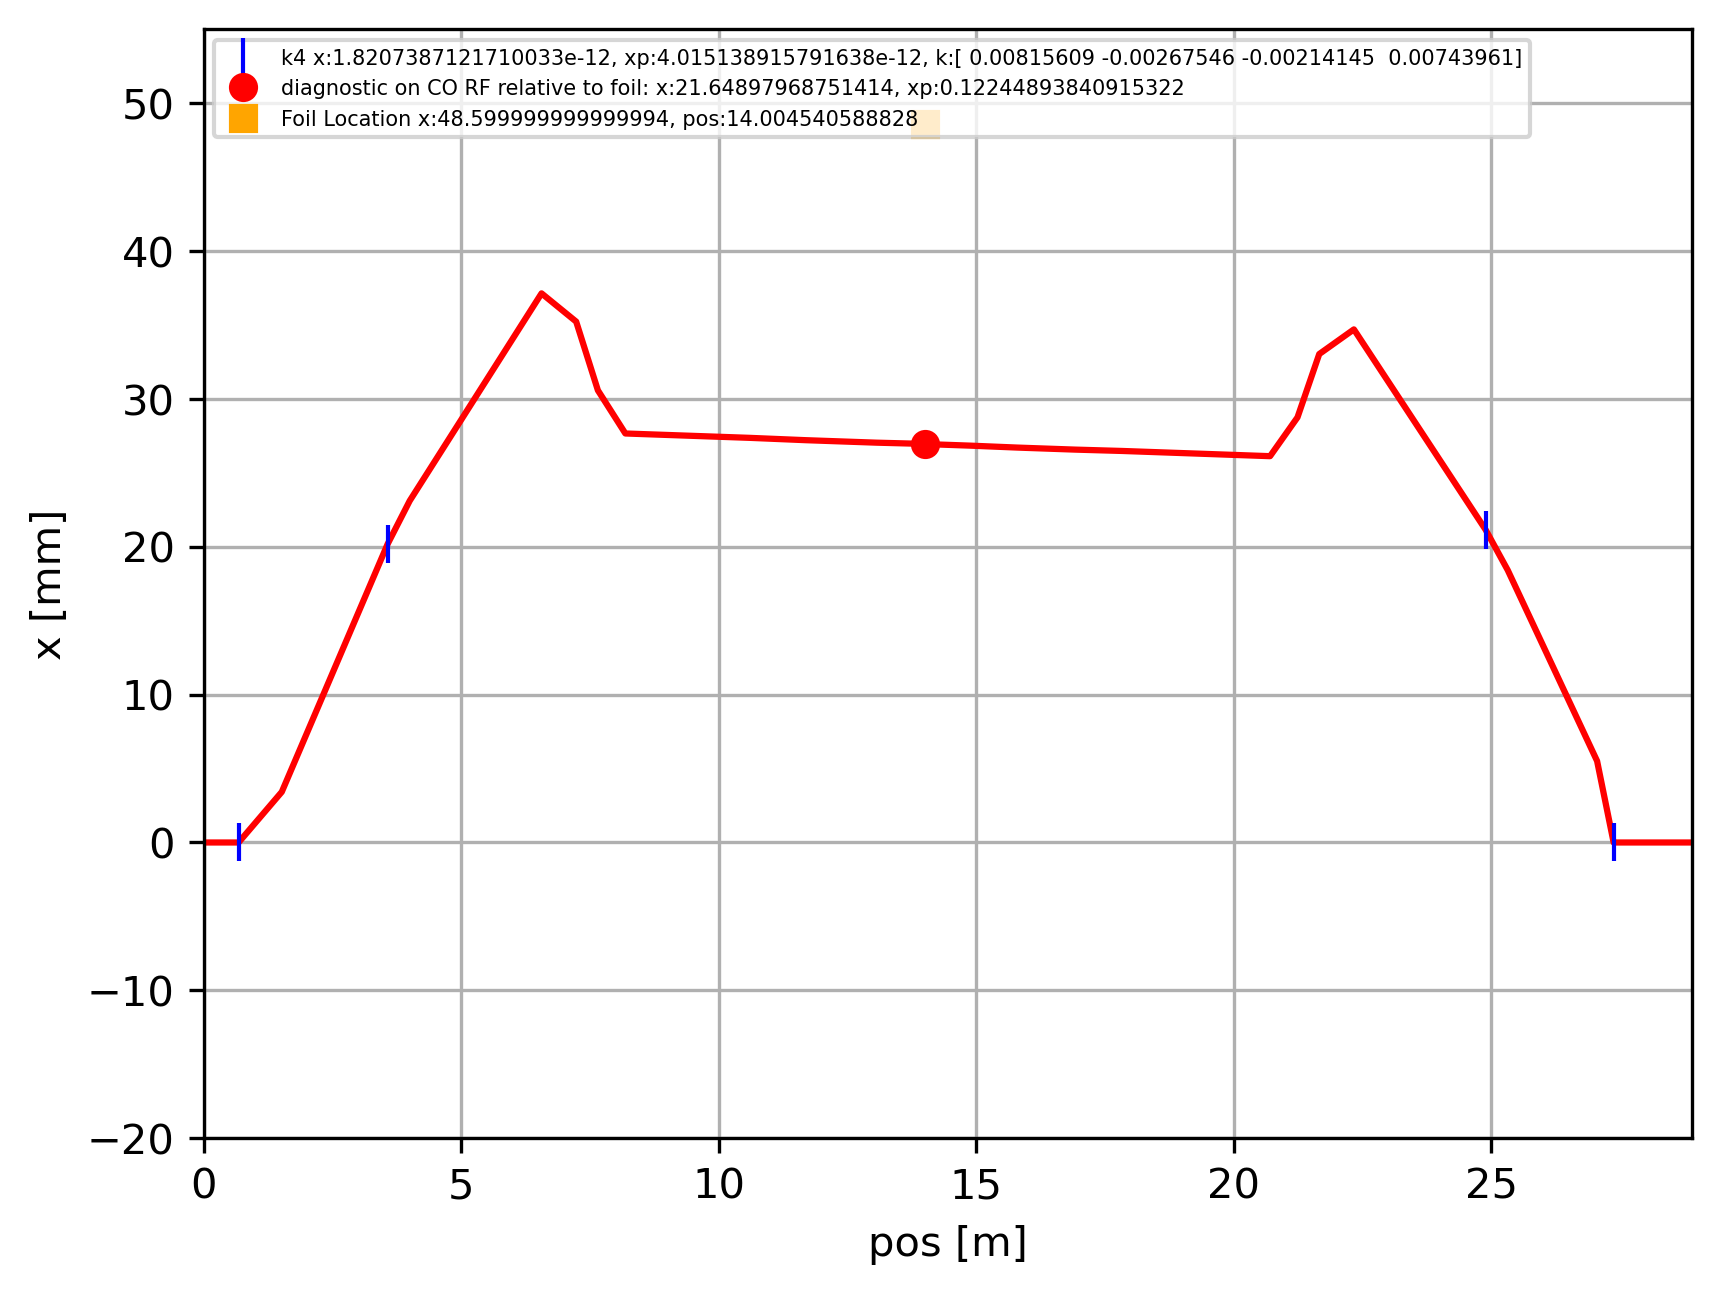 k4 x:1.8207387121710033e-12, xp:4.015138915791638e-12, k:[ 0.00815609 -0.00267546 -0.00214145  0.00743961]
diagnostic on CO RF relative to foil: x:21.64897968751414, xp:0.12244893840915322
Foil Location x:48.599999999999994, pos:14.004540588828
50
40
30
20
10
0
−10
−20
x [mm]
0 5 10 15 20 25
pos [m]